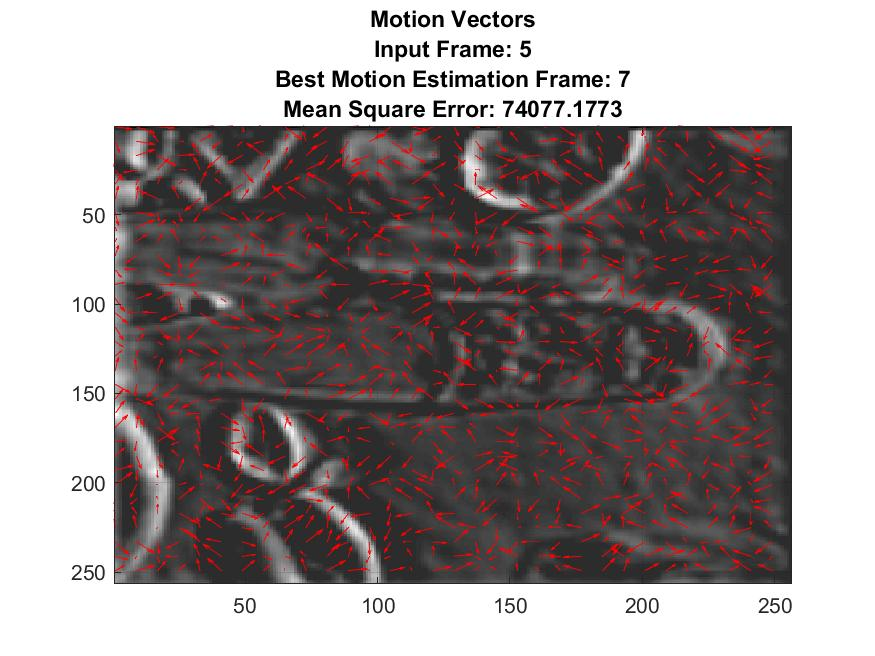 Motion Vectors
Input Frame: 5
Best Motion Estimation Frame: 7
Mean Square Error: 74077.1773
50
100
150
200
250
50 100 150 200 250